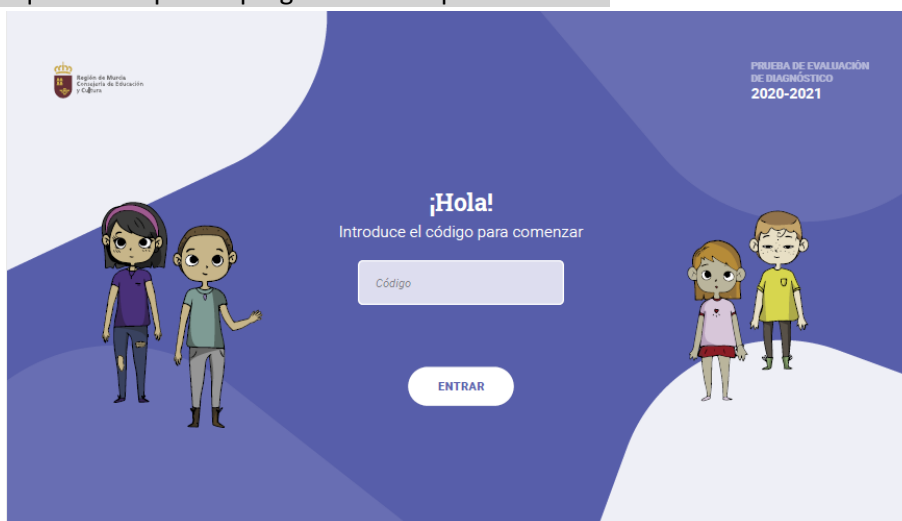 Región de Murcia
Consejería de Educación
y Cultura
PRUEBA DE EVALUACIÓN
DE DIAGNÓSTICO
2020-2021
¡Hola!
Introduce el código para comenzar
Código
ENTRAR